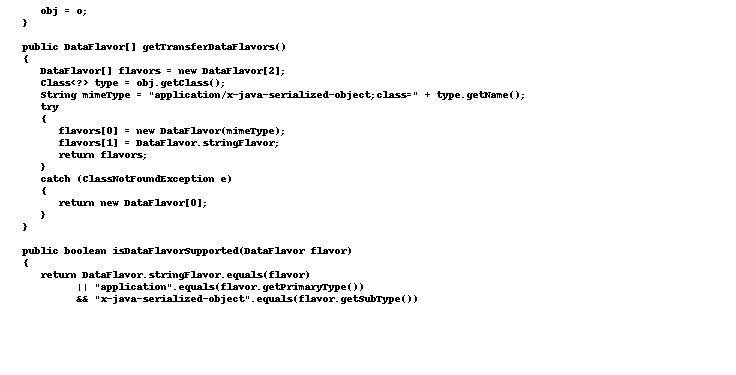 obj = o;
}
public DataFlavor[] getTransferDataFlavors()
{
DataFlavor[] flavors = new DataFlavor[2];
Class<?> type = obj.getClass();
String mimeType = "application/x-java-serialized-object;class=" + type.getName();
try
{
flavors[0] = new DataFlavor(mimeType);
flavors[1] = DataFlavor.stringFlavor;
return flavors;
}
catch (ClassNotFoundException e)
{
return new DataFlavor[0];
}
}
public boolean isDataFlavorSupported(DataFlavor flavor)
{
return DataFlavor.stringFlavor.equals(flavor)
|| "application".equals(flavor.getPrimaryType())
&& "x-java-serialized-object".equals(flavor.getSubType())